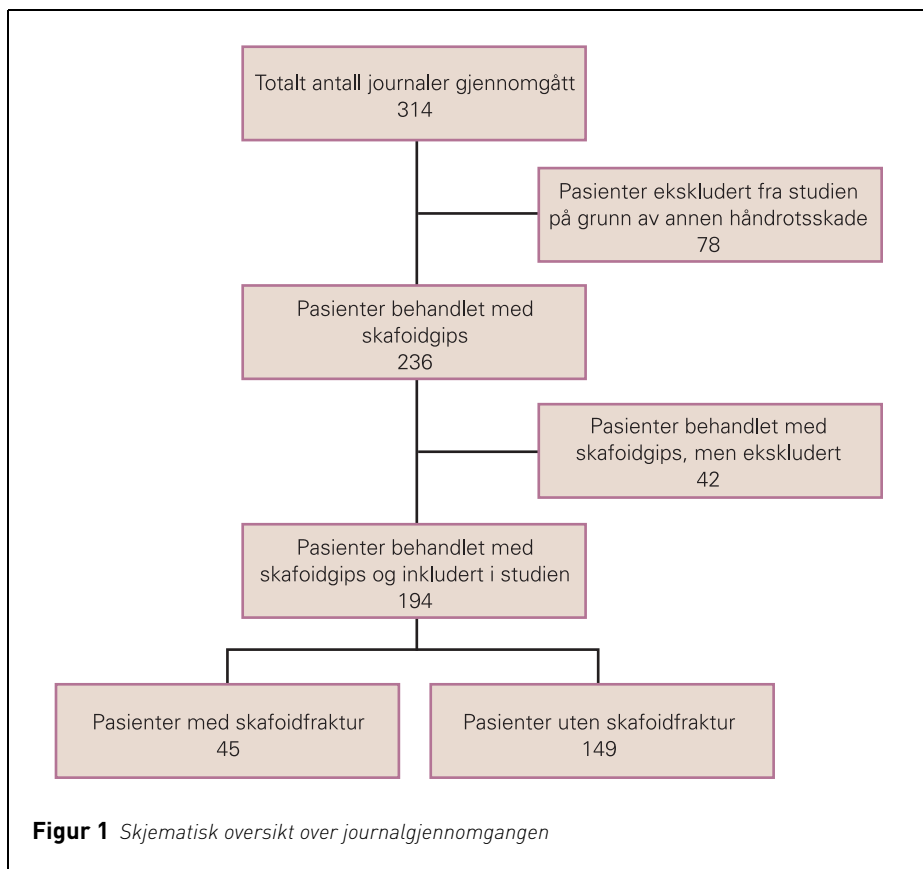 Totalt antall journaler gjennomgått
314
Pasienter ekskludert fra studien
på grunn av annen håndrotsskade
78
Pasienter behandlet med
skafoidgips
236
Pasienter behandlet med
skafoidgips, men ekskludert
42
Pasienter behandlet med
skafoidgips og inkludert i studien
194
Pasienter med skafoidfraktur
45
Pasienter uten skafoidfraktur
149
Figur 1 Skjematisk oversikt over journalgjennomgangen